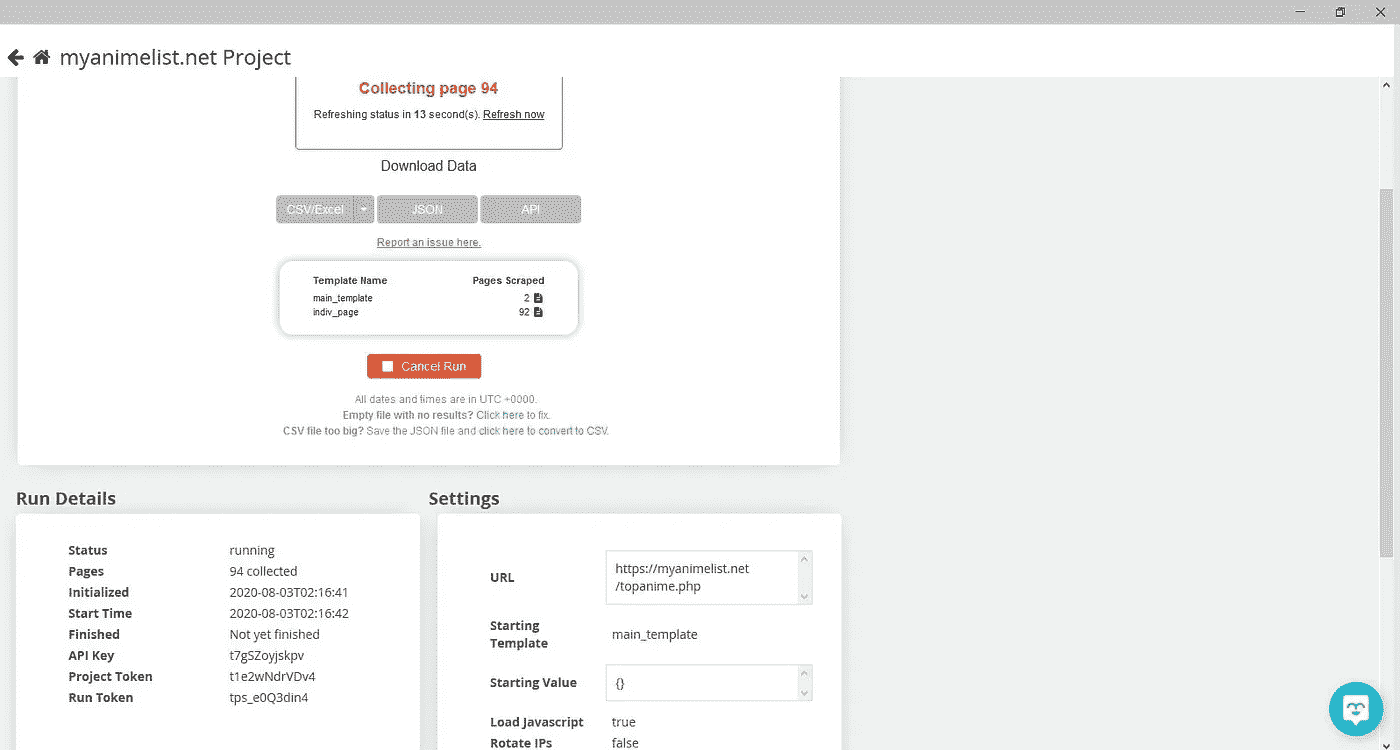 myanimelist.net Project
Collecting page 94
Refreshing status in 13 second(s). Refresh now
Download Data
CSV/Excel JSON API
Report an issue here.
Template Name Pages Scraped
main_template 2
indiv_page 92
Cancel Run
All dates and times are in UTC +0000.
Empty file with no results? Click here to fix.
CSV file too big? Save the JSON file and click here to convert to CSV.
Run Details
Status running
Pages 94 collected
Initialized 2020-08-03T02:16:41
Start Time 2020-08-03T02:16:42
Finished Not yet finished
API Key t7gSZoyjskpv
Project Token t1e2wNdrVDv4
Run Token tps_e0Q3din4
Settings
URL https://myanimelist.net
/topanime.php
Starting
Template main_template
Starting Value {}
Load Javascript true
Rotate IPs false